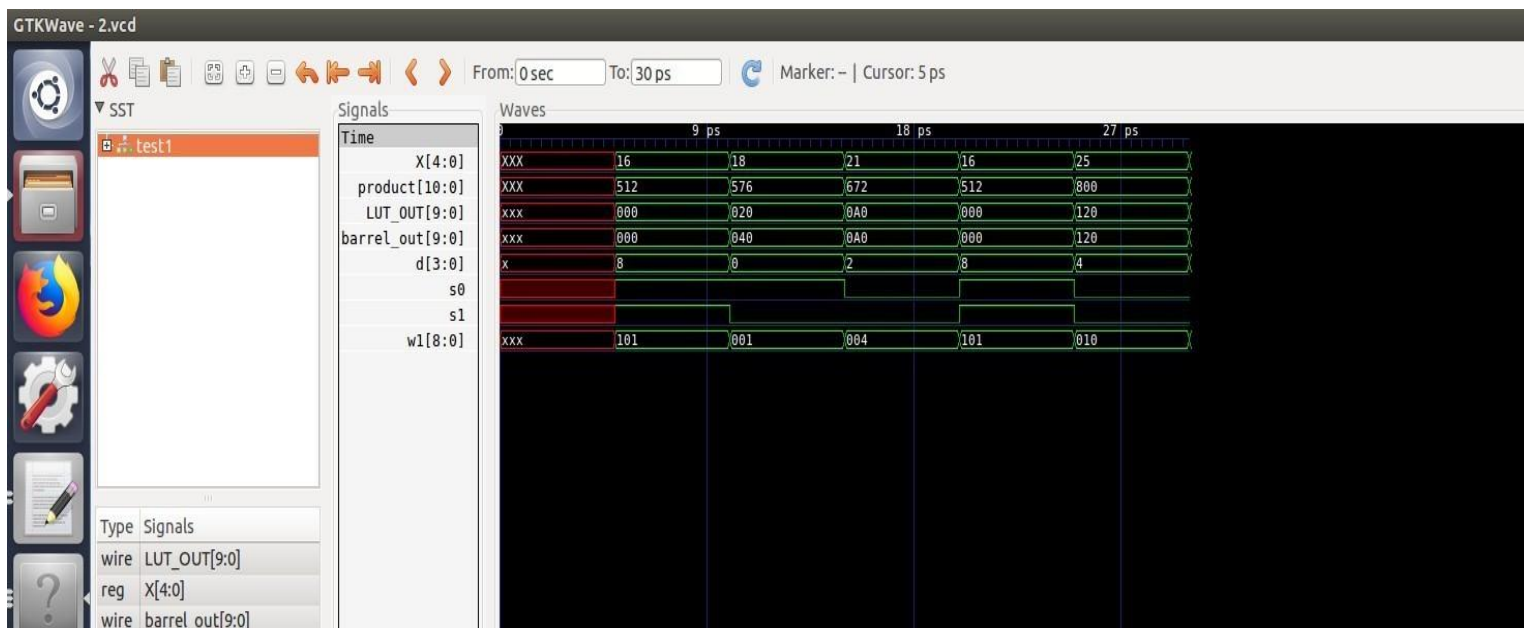 GTKWave - 2.vcd
From: 0 sec To: 30 ps Marker: -- | Cursor: 5 ps
SST
test1
Type Signals
wire LUT_OUT[9:0]
reg X[4:0]
wire barrel_out[9:0]
Signals
Time
X[4:0]
product[10:0]
LUT_OUT[9:0]
barrel_out[9:0]
d[3:0]
s0
s1
w1[8:0]
Waves
0 9 ps 18 ps 27 ps
XXX 16 18 21 16 25
XXX 512 576 672 512 800
xxx 000 020 0A0 000 120
xxx 000 040 0A0 000 120
x 8 0 2 8 4
xxx 101 001 004 101 010